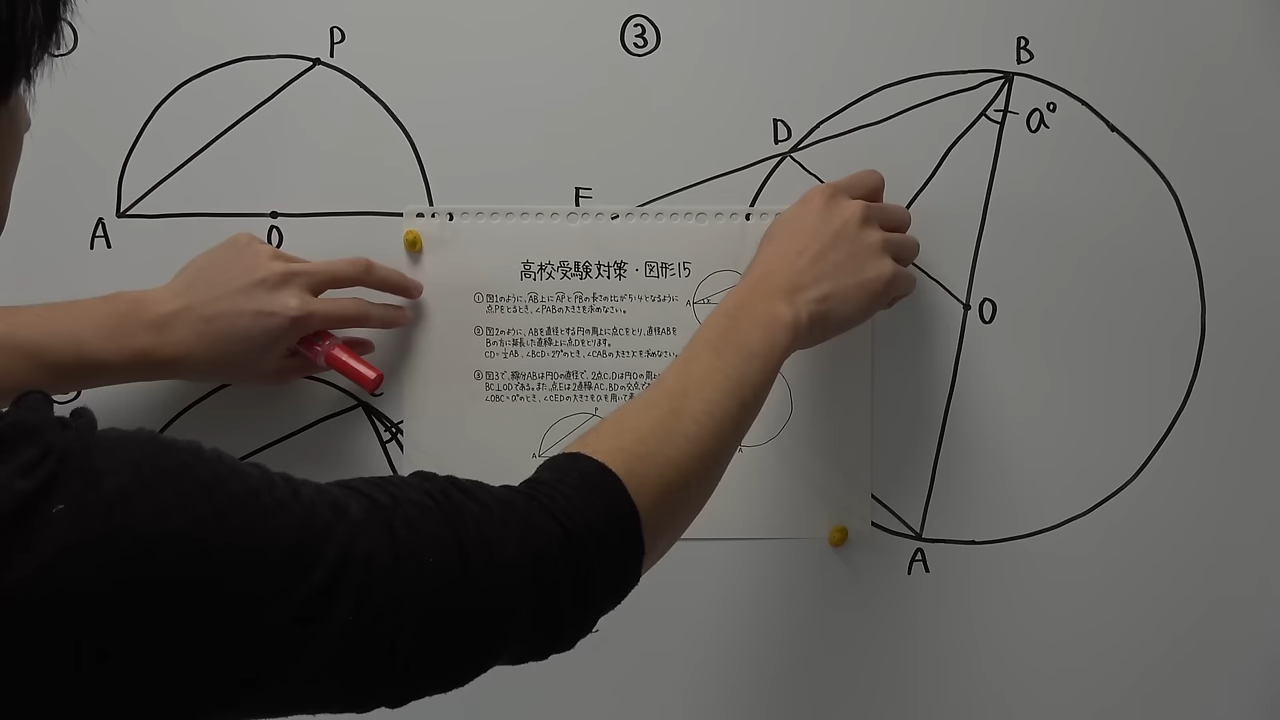 ③
P
A
O
B
a°
D
E
O
A
高校受験対策・図形15
① 図1のように、AB上にAPとPBの長さの比が5:4となるように
点Pをとるとき、∠PABの大きさを求めなさい。
② 図2のように、ABを直径とする円の周上に点Cをとり、直径ABを
Bの方に延長した直線上に点Dをとります。
CD=½AB、∠BCD=27°のとき、∠CABの大きさxを求めなさい。
③ 図3で、線分ABは円Oの直径で、2点C、Dは円Oの周上
BC⊥ODである。また、点Eは2直線AC、BDの交点で
∠OBC=a°のとき、∠CEDの大きさをaを用いて
A
P
A
A